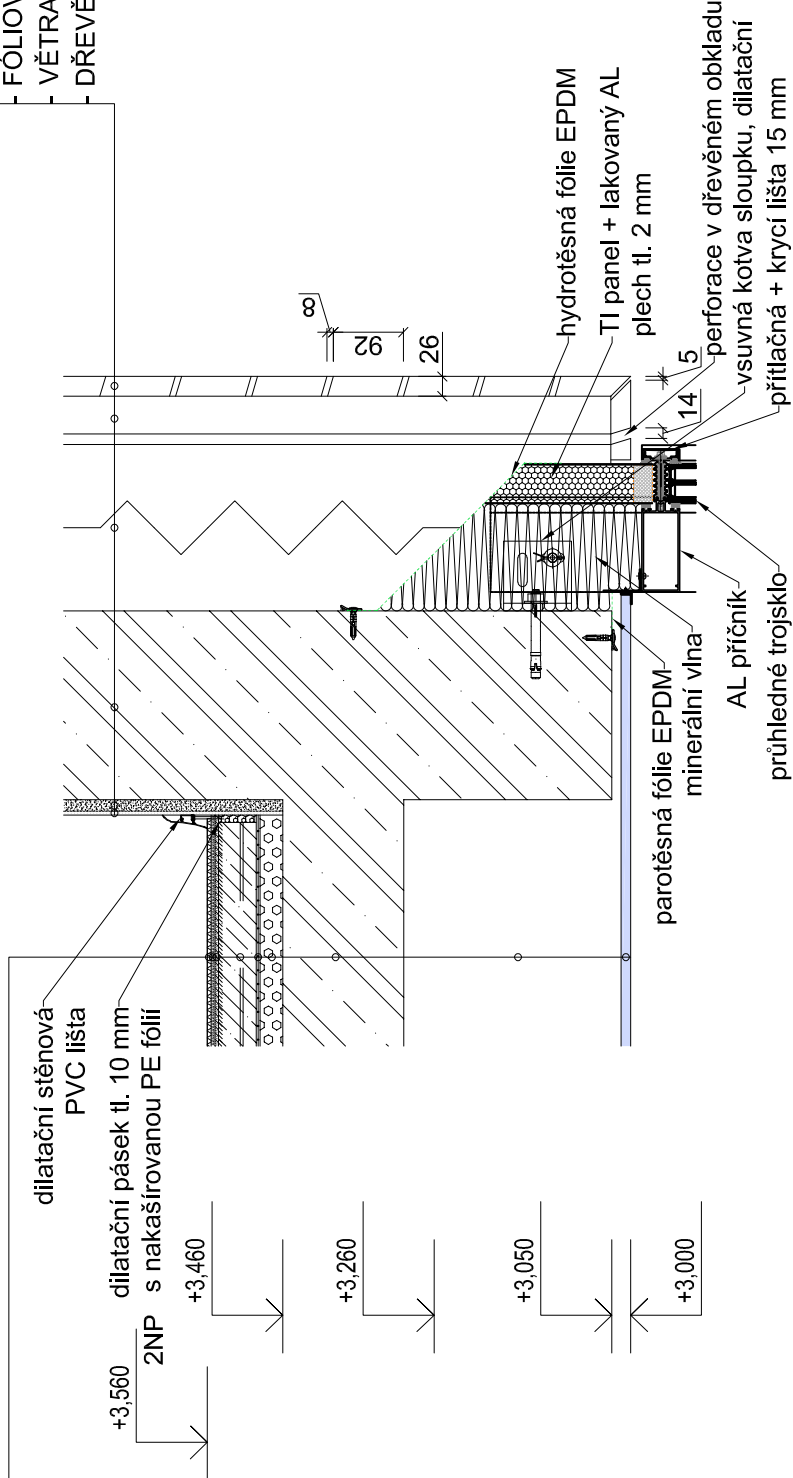 FÓLIOV
VĚTRA
DŘEVĚ
dilatační stěnová
PVC lišta
dilatační pásek tl. 10 mm
s nakašírovanou PE fólií
2NP
+3,560
+3,460
+3,260
+3,050
+3,000
8
92
26
5
14
hydrotěsná fólie EPDM
TI panel + lakovaný AL
plech tl. 2 mm
perforace v dřevěném obkladu
vsuvná kotva sloupku, dilatační
přítlačná + krycí lišta 15 mm
parotěsná fólie EPDM
minerální vlna
AL příčník
průhledné trojsklo